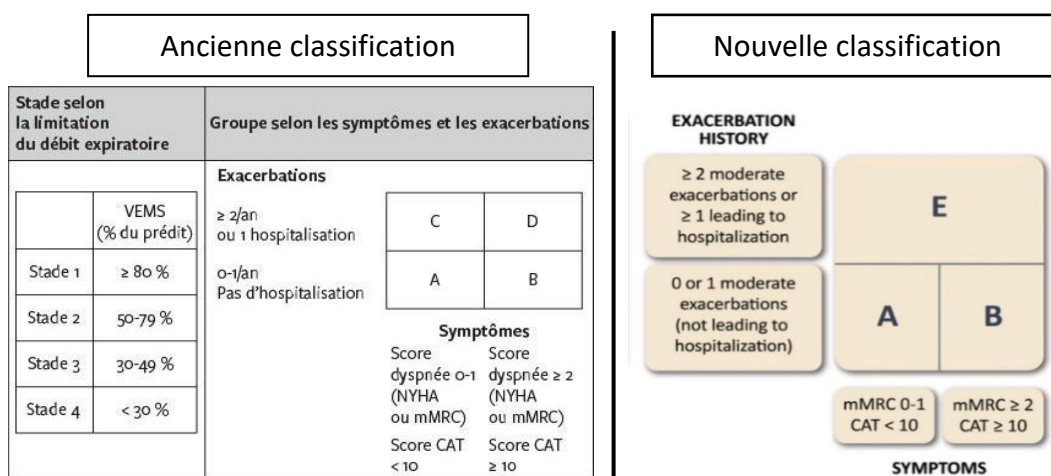 Ancienne classification
Nouvelle classification
Stade selon
la limitation
du débit expiratoire
Groupe selon les symptômes et les exacerbations
VEMS
(% du prédit)
Stade 1
≥ 80 %
Stade 2
50-79 %
Stade 3
30-49 %
Stade 4
< 30 %
Exacerbations
≥ 2/an
ou 1 hospitalisation
C
D
0-1/an
Pas d'hospitalisation
A
B
Symptômes
Score
dyspnée 0-1
(NYHA
ou mMRC)
Score CAT
< 10
Score
dyspnée ≥ 2
(NYHA
ou mMRC)
Score CAT
≥ 10
EXACERBATION
HISTORY
≥ 2 moderate
exacerbations or
≥ 1 leading to
hospitalization
E
0 or 1 moderate
exacerbations
(not leading to
hospitalization)
A
B
mMRC 0-1
CAT < 10
mMRC ≥ 2
CAT ≥ 10
SYMPTOMS